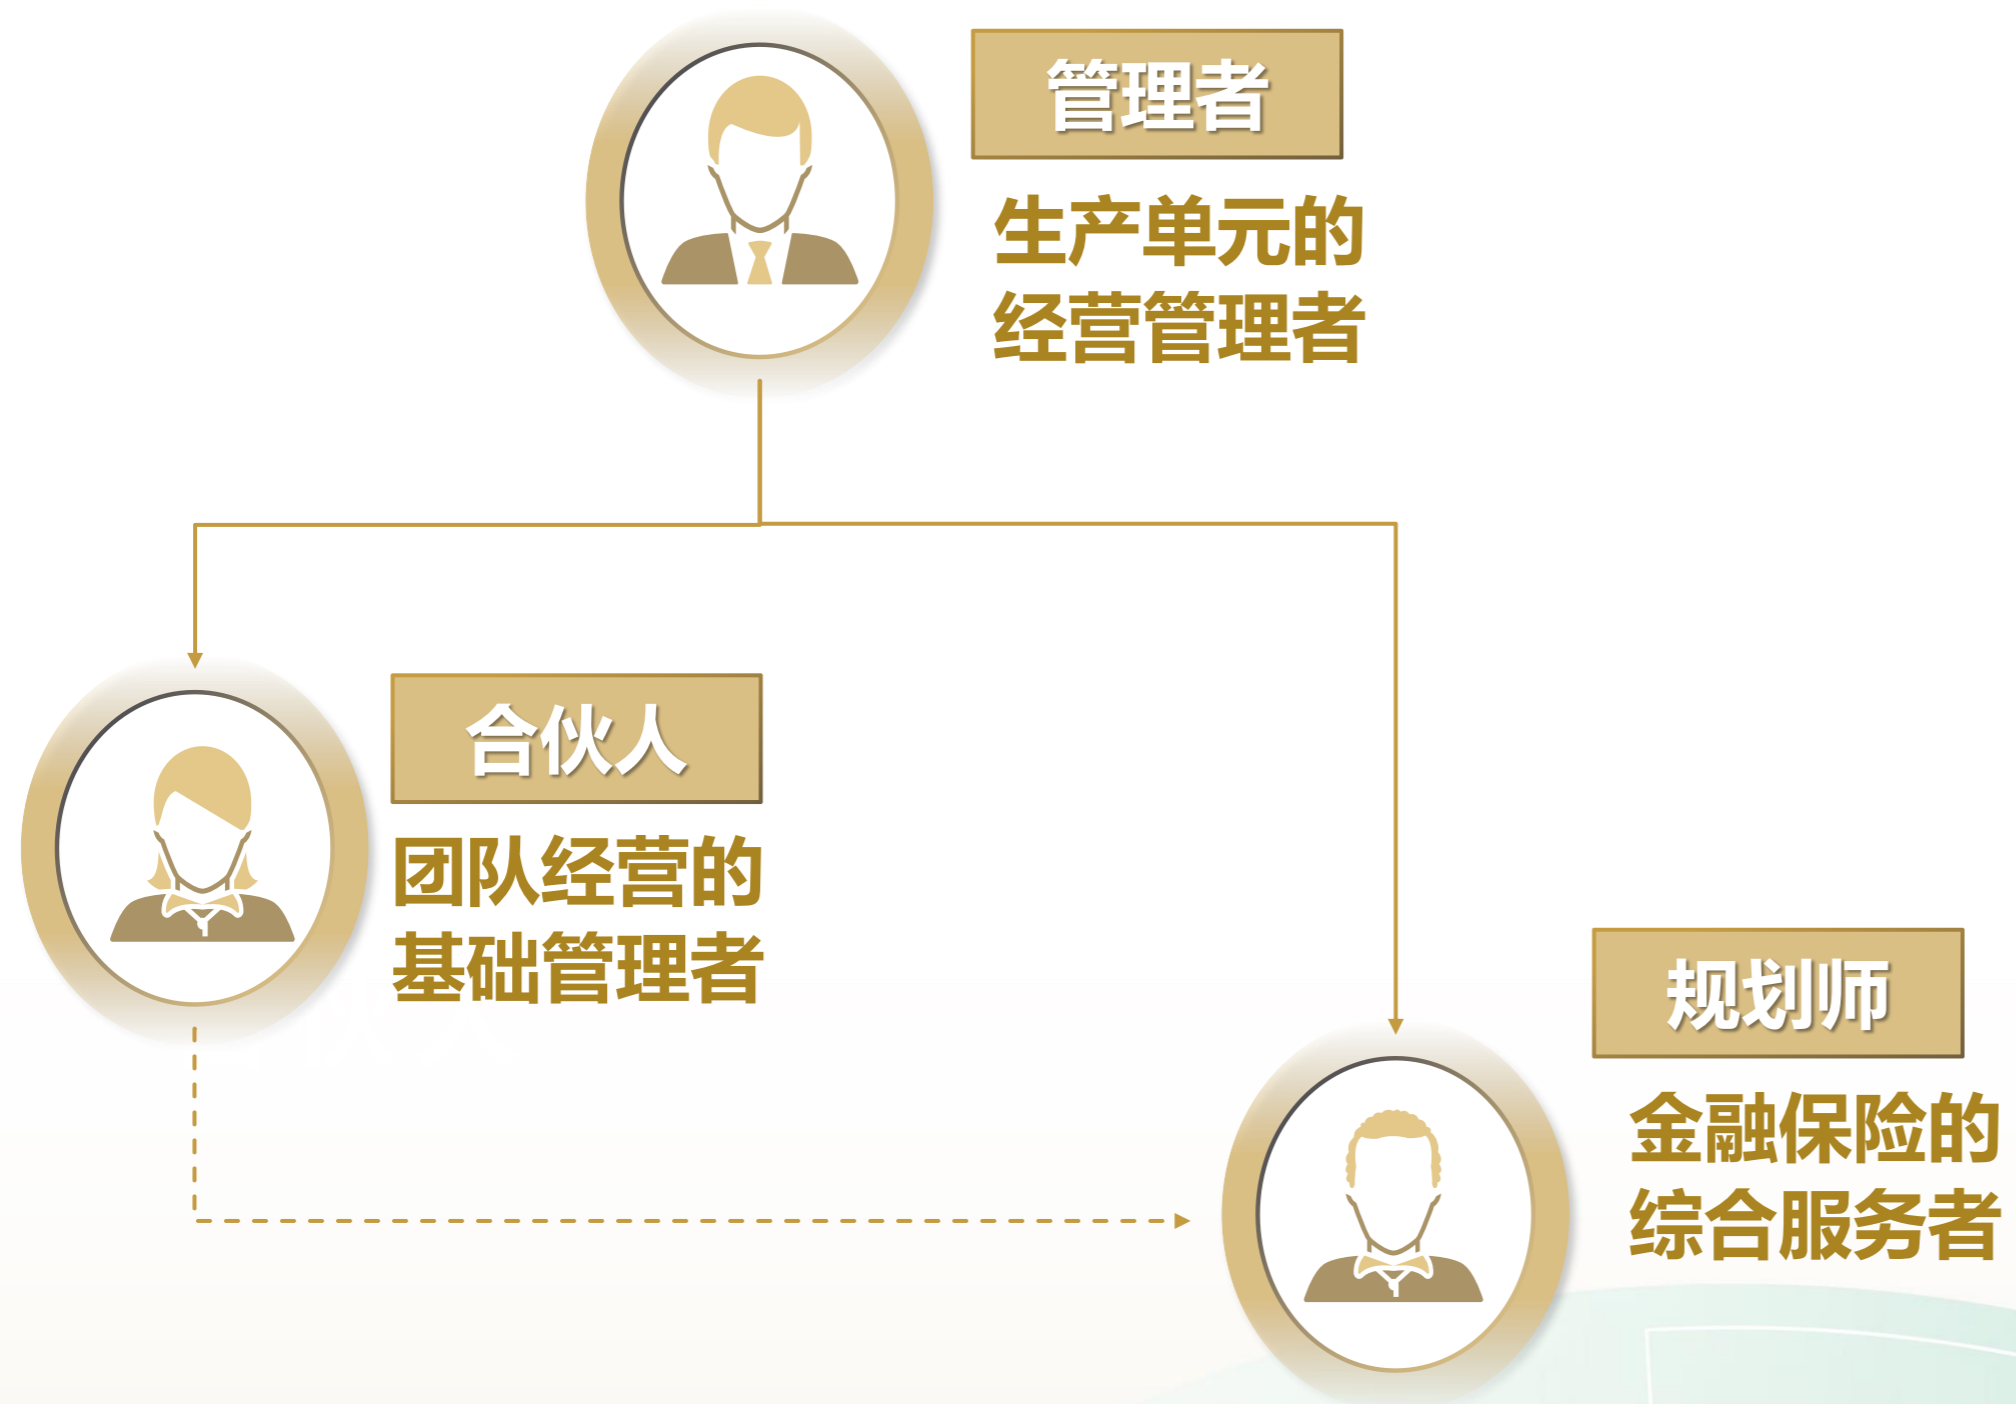 管理者
生产单元的
经营管理者
合伙人
团队经营的
基础管理者
规划师
金融保险的
综合服务者